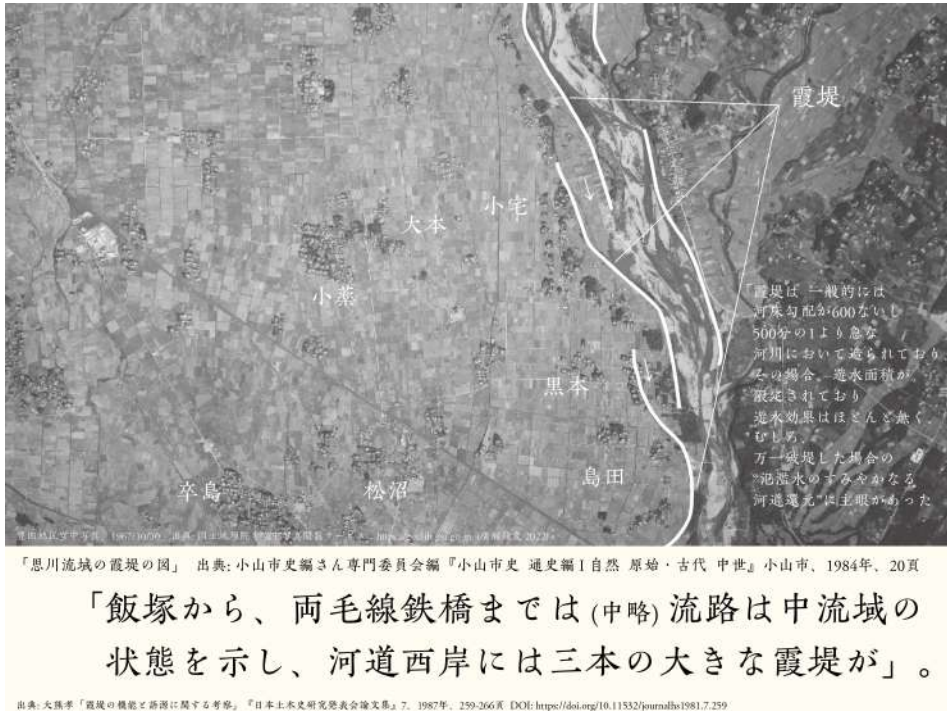 霞堤
小宅
大本
小薬
「霞堤は 一般的には
河床勾配が600ないし
500分の1より急な
河川において造られており
その場合、遊水面積が
限定されており
遊水効果はほとんど無く、
むしろ、
万一破堤した場合の
“氾濫水のすみやかなる
河道還元”に主眼があった
黒本
島田
卒島
松沼
「思川流域の霞堤の図」 出典: 小山市史編さん専門委員会編『小山市史 通史編Ⅰ自然 原始・古代 中世』小山市、1984年、20頁
「飯塚から、両毛線鉄橋までは (中略) 流路は中流域の
状態を示し、河道西岸には三本の大きな霞堤が」。
出典: 大熊孝「霞堤の機能と語源に関する考察」『日本土木史研究発表会論文集』7、1987年、259-266頁 DOI: https://doi.org/10.11532/journalhs1981.7.259